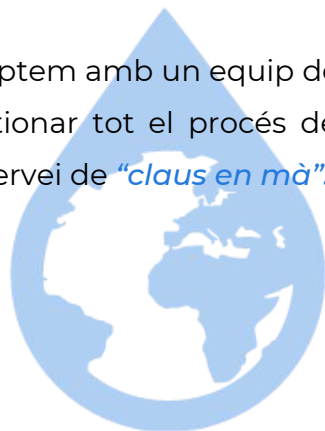 ptem amb un equip de
tionar tot el procés de
ervei de “claus en mà”.